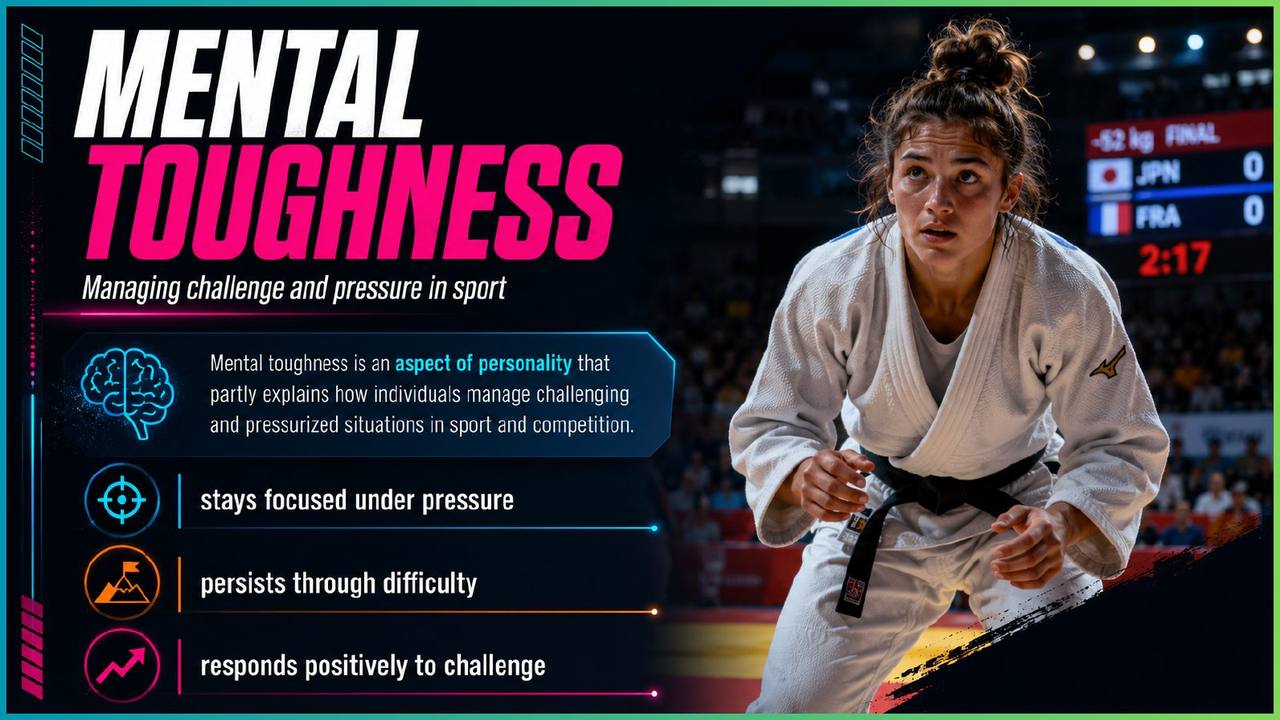 MENTAL
TOUGHNESS
Managing challenge and pressure in sport
Mental toughness is an aspect of personality that
partly explains how individuals manage challenging
and pressurized situations in sport and competition.
stays focused under pressure
persists through difficulty
responds positively to challenge
-52 kg FINAL
JPN 0
FRA 0
2:17